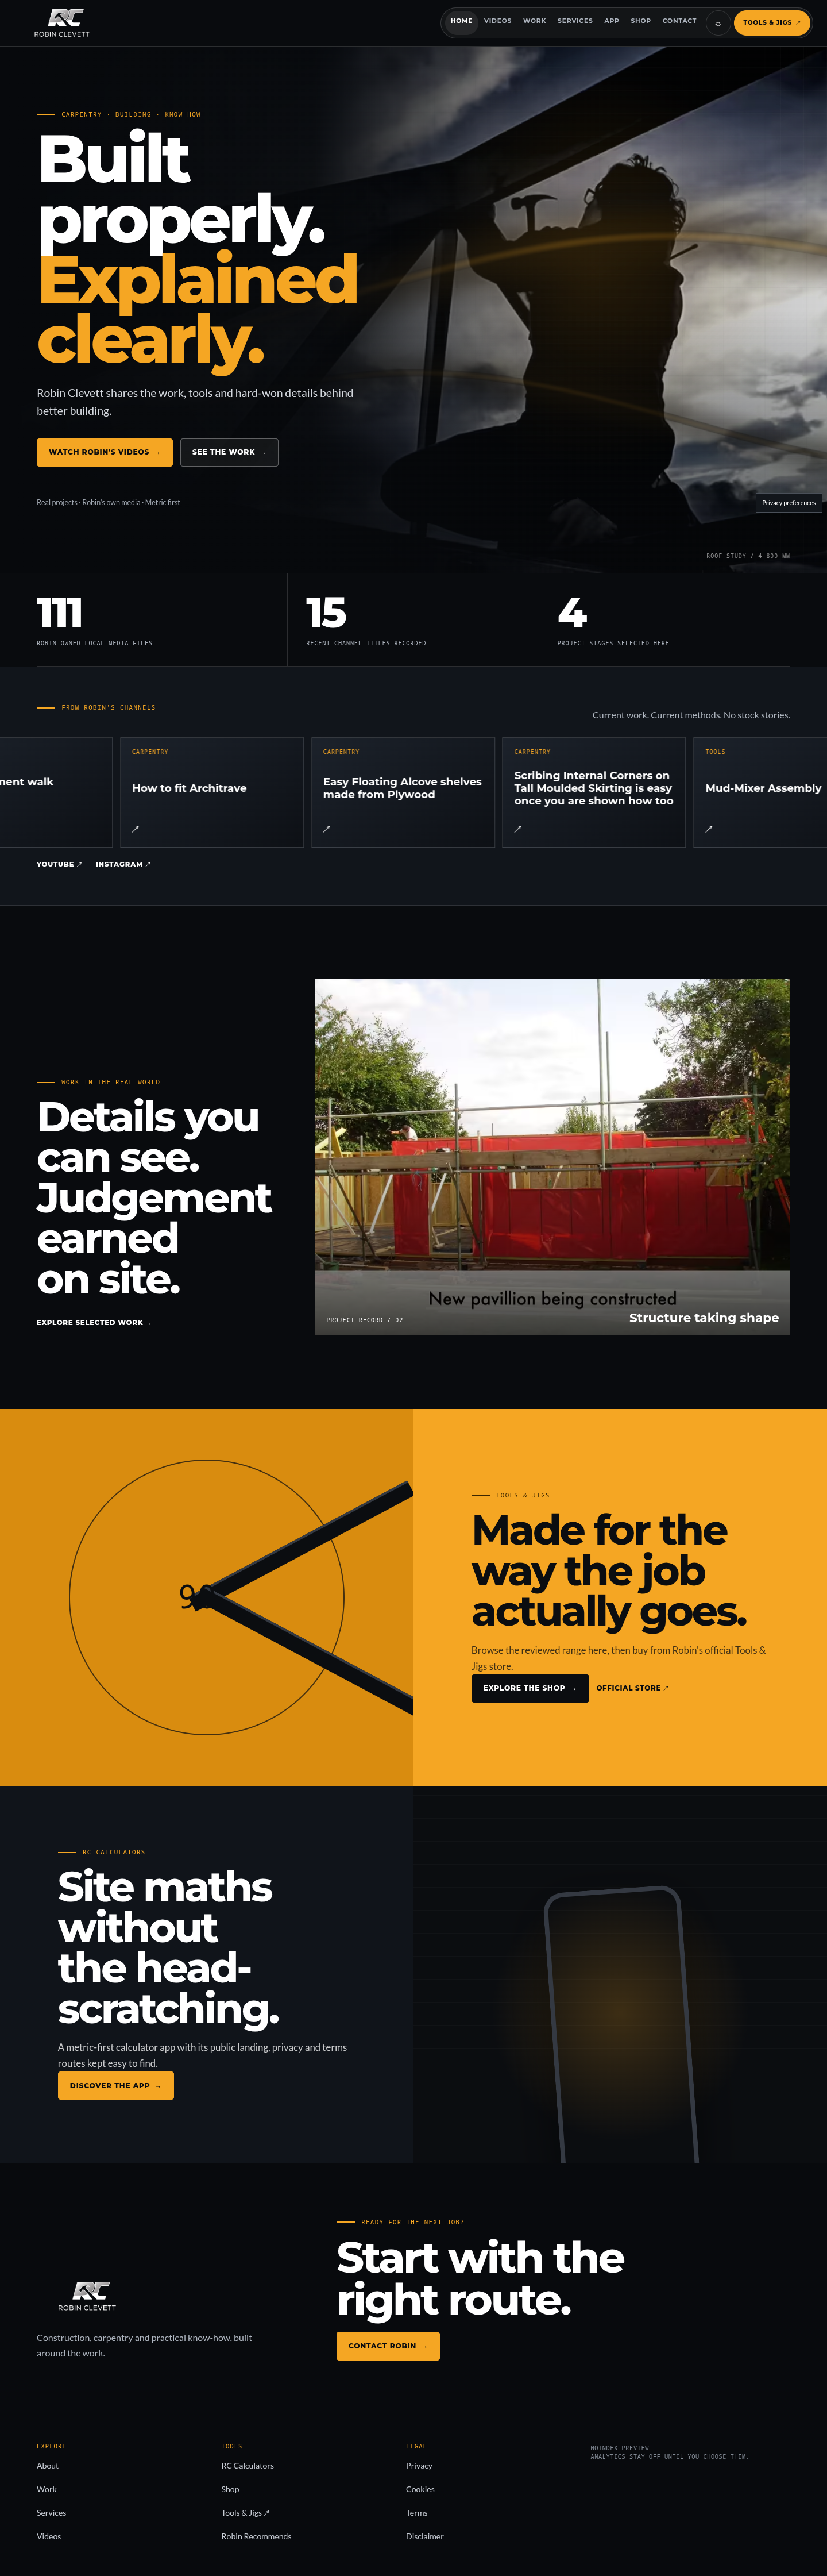 RC
ROBIN CLEVETT
HOME VIDEOS WORK SERVICES APP SHOP CONTACT ☼ TOOLS & JIGS ↗
CARPENTRY · BUILDING · KNOW-HOW
Built
properly.
Explained
clearly.
Robin Clevett shares the work, tools and hard-won details behind
better building.
WATCH ROBIN'S VIDEOS →
SEE THE WORK →
Real projects · Robin's own media · Metric first
Privacy preferences
ROOF STUDY / 4 800 MM
111
ROBIN-OWNED LOCAL MEDIA FILES
15
RECENT CHANNEL TITLES RECORDED
4
PROJECT STAGES SELECTED HERE
FROM ROBIN'S CHANNELS
Current work. Current methods. No stock stories.
walk
CARPENTRY
How to fit Architrave
↗
CARPENTRY
Easy Floating Alcove shelves
made from Plywood
↗
CARPENTRY
Scribing Internal Corners on
Tall Moulded Skirting is easy
once you are shown how too
↗
TOOLS
Mud-Mixer Assembly
↗
YOUTUBE ↗ INSTAGRAM ↗
WORK IN THE REAL WORLD
Details you
can see.
Judgement
earned
on site.
EXPLORE SELECTED WORK →
New pavillion being constructed
PROJECT RECORD / 02
Structure taking shape
90
TOOLS & JIGS
Made for the
way the job
actually goes.
Browse the reviewed range here, then buy from Robin's official Tools &
Jigs store.
EXPLORE THE SHOP →
OFFICIAL STORE ↗
RC CALCULATORS
Site maths
without
the head-
scratching.
A metric-first calculator app with its public landing, privacy and terms
routes kept easy to find.
DISCOVER THE APP →
RC
ROBIN CLEVETT
Construction, carpentry and practical know-how, built
around the work.
READY FOR THE NEXT JOB?
Start with the
right route.
CONTACT ROBIN →
EXPLORE
About
Work
Services
Videos
TOOLS
RC Calculators
Shop
Tools & Jigs ↗
Robin Recommends
LEGAL
Privacy
Cookies
Terms
Disclaimer
NOINDEX PREVIEW
ANALYTICS STAY OFF UNTIL YOU CHOOSE THEM.